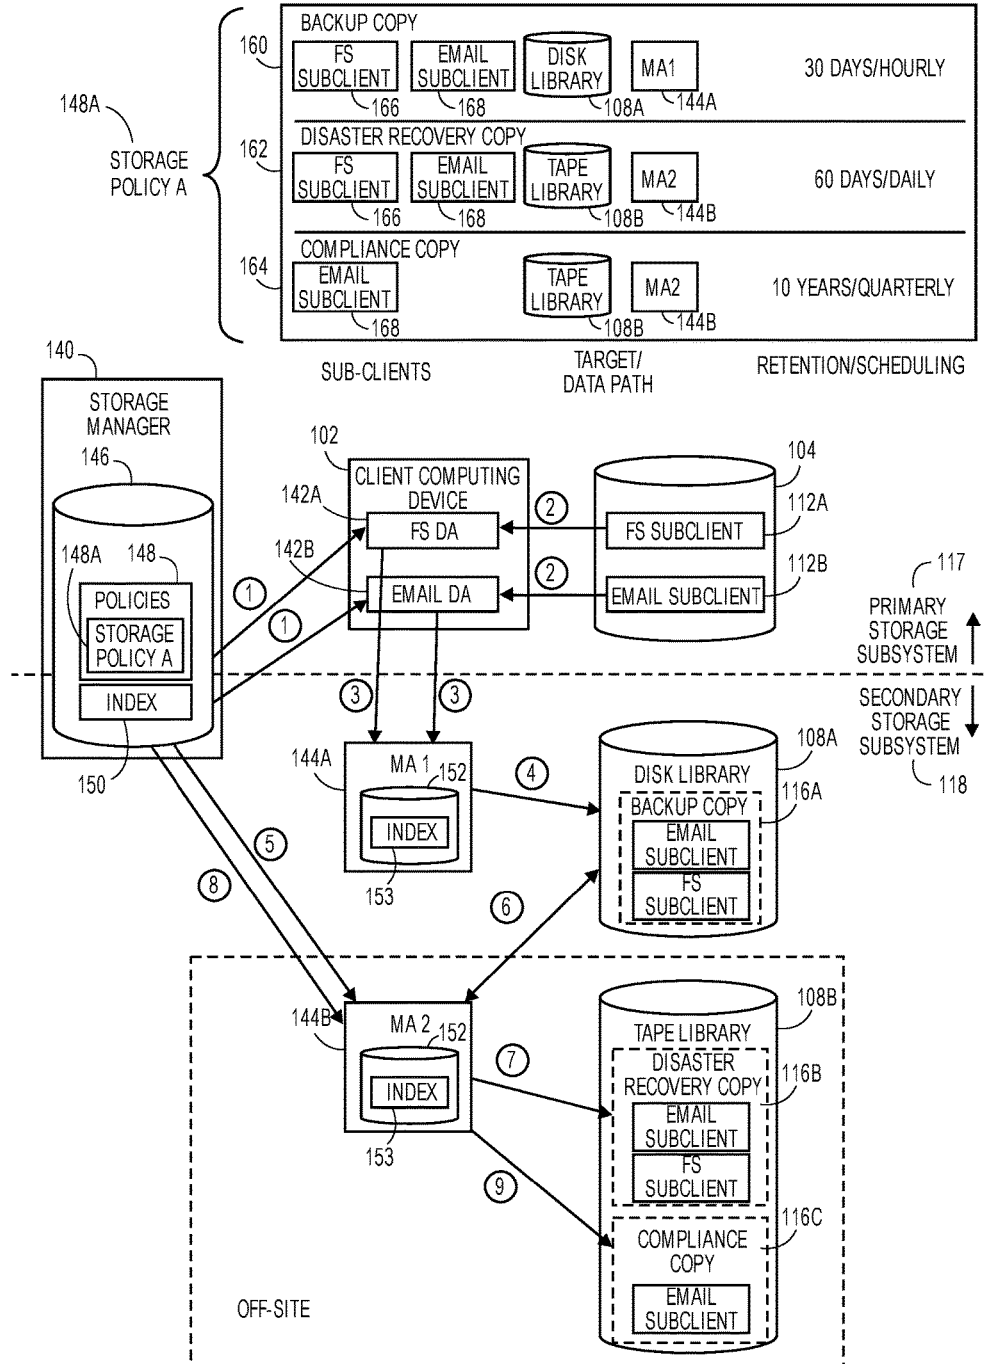 BACKUP COPY
160
FS
SUBCLIENT
166
EMAIL
SUBCLIENT
168
DISK
LIBRARY
108A
MA1
144A
30 DAYS/HOURLY
148A
STORAGE
POLICY A
DISASTER RECOVERY COPY
162
FS
SUBCLIENT
166
EMAIL
SUBCLIENT
168
TAPE
LIBRARY
108B
MA2
144B
60 DAYS/DAILY
COMPLIANCE COPY
164
EMAIL
SUBCLIENT
168
TAPE
LIBRARY
108B
MA2
144B
10 YEARS/QUARTERLY
SUB-CLIENTS
TARGET/
DATA PATH
RETENTION/SCHEDULING
140
STORAGE
MANAGER
146
148A
148
POLICIES
STORAGE
POLICY A
INDEX
150
102
CLIENT COMPUTING
DEVICE
142A
FS DA
142B
EMAIL DA
104
FS SUBCLIENT
112A
EMAIL SUBCLIENT
112B
1
1
2
2
117
PRIMARY
STORAGE
SUBSYSTEM
SECONDARY
STORAGE
SUBSYSTEM
118
3
3
144A
MA 1
152
INDEX
153
4
108A
DISK LIBRARY
116A
BACKUP COPY
EMAIL
SUBCLIENT
FS
SUBCLIENT
5
8
6
144B
MA 2
152
INDEX
153
7
9
108B
TAPE LIBRARY
DISASTER
RECOVERY COPY
116B
EMAIL
SUBCLIENT
FS
SUBCLIENT
116C
COMPLIANCE
COPY
EMAIL
SUBCLIENT
OFF-SITE